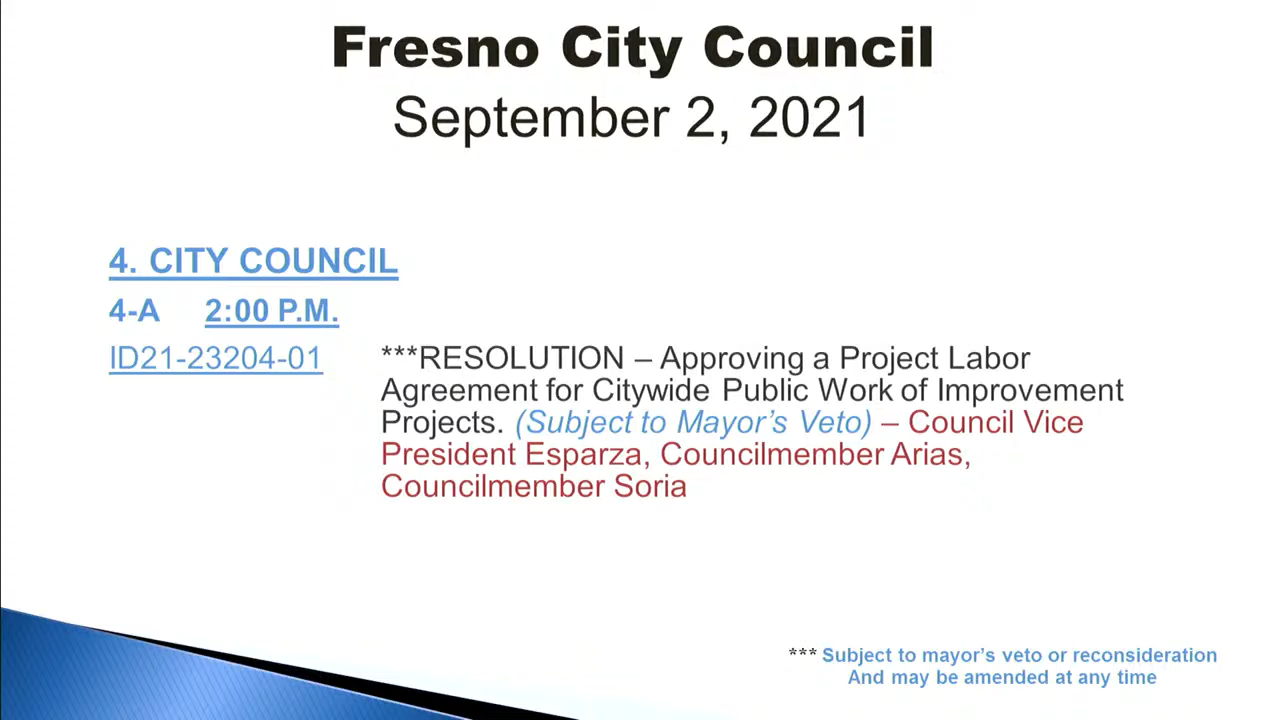 Fresno City Council
September 2, 2021
4. CITY COUNCIL
4-A 2:00 P.M.
ID21-23204-01 ***RESOLUTION – Approving a Project Labor
Agreement for Citywide Public Work of Improvement
Projects. (Subject to Mayor’s Veto) – Council Vice
President Esparza, Councilmember Arias,
Councilmember Soria
*** Subject to mayor’s veto or reconsideration
And may be amended at any time